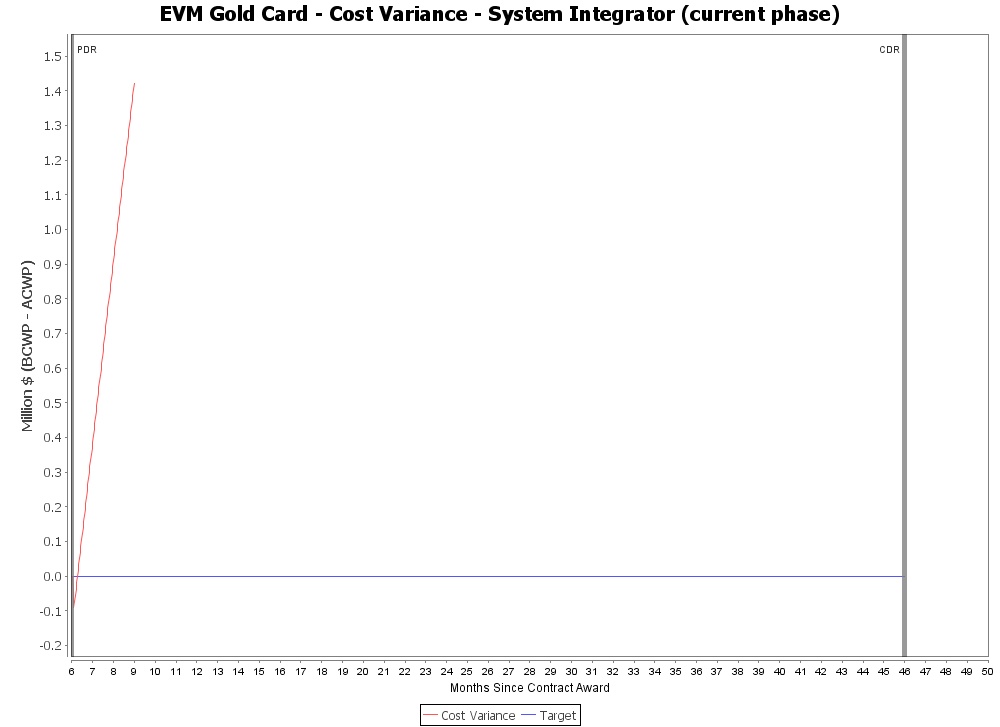 EVM Gold Card - Cost Variance - System Integrator (current phase)
PDR
CDR
1.5
1.4
1.3
1.2
1.1
1.0
0.9
0.8
0.7
0.6
0.5
0.4
0.3
0.2
0.1
0.0
-0.1
-0.2
Million $ (BCWP - ACWP)
6 7 8 9 10 11 12 13 14 15 16 17 18 19 20 21 22 23 24 25 26 27 28 29 30 31 32 33 34 35 36 37 38 39 40 41 42 43 44 45 46 47 48 49 50
Months Since Contract Award
Cost Variance Target